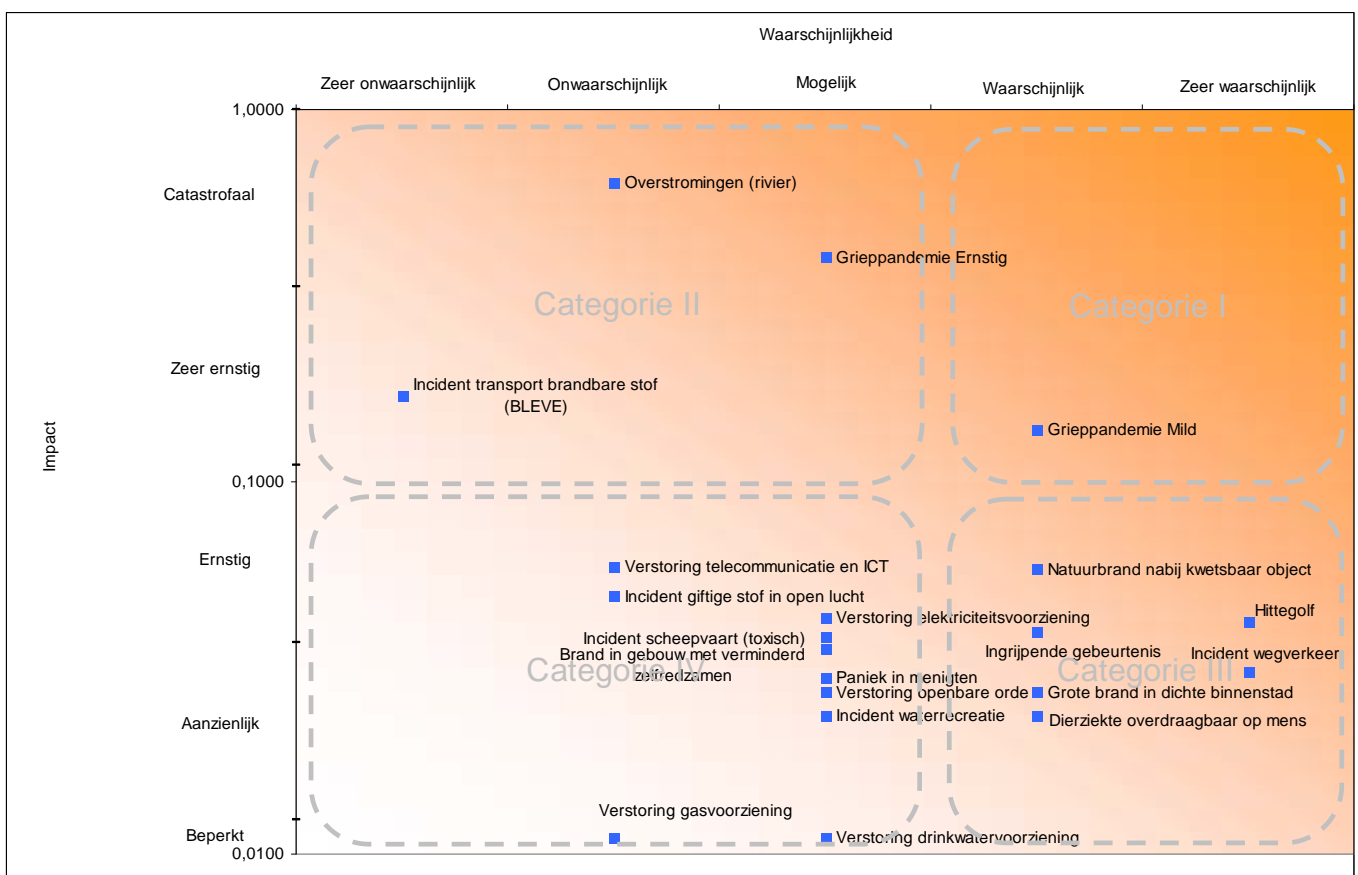 Waarschijnlijkheid
Zeer onwaarschijnlijk
Onwaarschijnlijk
Mogelijk
Waarschijnlijk
Zeer waarschijnlijk
1,0000
Catastrofaal
Overstromingen (rivier)
Grieppandemie Ernstig
Categorie II
Categorie I
Zeer ernstig
Incident transport brandbare stof
(BLEVE)
Grieppandemie Mild
Impact
0,1000
Ernstig
Verstoring telecommunicatie en ICT
Natuurbrand nabij kwetsbaar object
Incident giftige stof in open lucht
Hittegolf
Verstoring elektriciteitsvoorziening
Incident scheepvaart (toxisch)
Ingrijpende gebeurtenis
Incident wegverkeer
Brand in gebouw met verminderd
zelfredzamen
Categorie IV
Categorie III
Paniek in menigten
Verstoring openbare orde
Grote brand in dichte binnenstad
Aanzienlijk
Incident waterrecreatie
Dierziekte overdraagbaar op mens
Verstoring gasvoorziening
Beperkt
Verstoring drinkwatervoorziening
0,0100